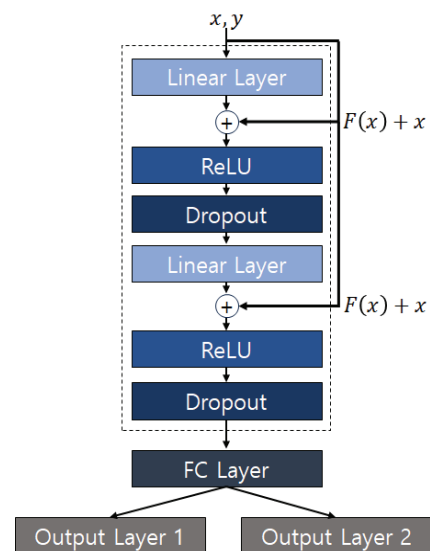 x, y
Linear Layer
+
F(x) + x
ReLU
Dropout
Linear Layer
+
F(x) + x
ReLU
Dropout
FC Layer
Output Layer 1
Output Layer 2